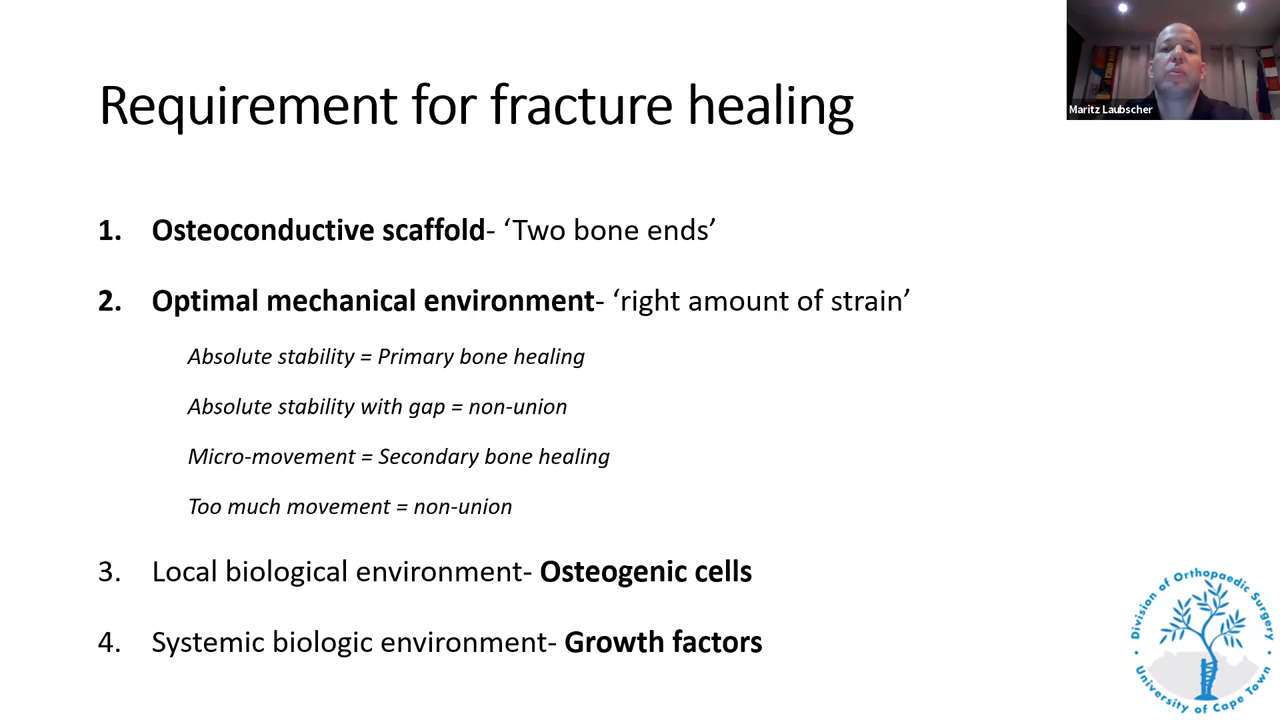 Maritz Laubscher
Requirement for fracture healing
1. Osteoconductive scaffold- ‘Two bone ends’
2. Optimal mechanical environment- ‘right amount of strain’
Absolute stability = Primary bone healing
Absolute stability with gap = non-union
Micro-movement = Secondary bone healing
Too much movement = non-union
3. Local biological environment- Osteogenic cells
4. Systemic biologic environment- Growth factors
Division of Orthopaedic Surgery
University of Cape Town